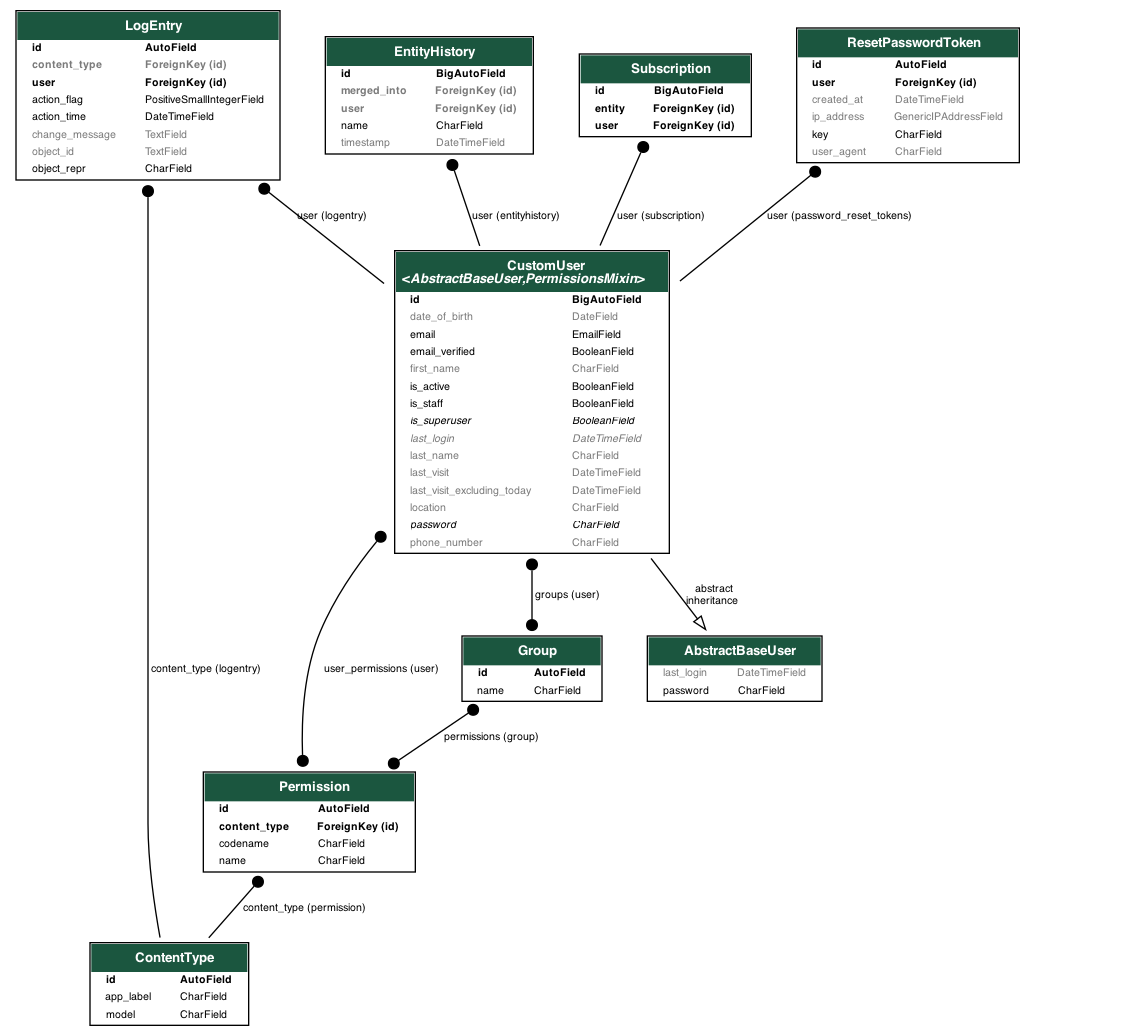 LogEntry
id AutoField
content_type ForeignKey (id)
user ForeignKey (id)
action_flag PositiveSmallIntegerField
action_time DateTimeField
change_message TextField
object_id TextField
object_repr CharField
EntityHistory
id BigAutoField
merged_into ForeignKey (id)
user ForeignKey (id)
name CharField
timestamp DateTimeField
Subscription
id BigAutoField
entity ForeignKey (id)
user ForeignKey (id)
ResetPasswordToken
id AutoField
user ForeignKey (id)
created_at DateTimeField
ip_address GenericIPAddressField
key CharField
user_agent CharField
user (logentry)
user (entityhistory)
user (subscription)
user (password_reset_tokens)
CustomUser
<AbstractBaseUser,PermissionsMixin>
id BigAutoField
date_of_birth DateField
email EmailField
email_verified BooleanField
first_name CharField
is_active BooleanField
is_staff BooleanField
is_superuser BooleanField
last_login DateTimeField
last_name CharField
last_visit DateTimeField
last_visit_excluding_today DateTimeField
location CharField
password CharField
phone_number CharField
groups (user)
abstract
inheritance
content_type (logentry)
user_permissions (user)
Group
id AutoField
name CharField
AbstractBaseUser
last_login DateTimeField
password CharField
permissions (group)
Permission
id AutoField
content_type ForeignKey (id)
codename CharField
name CharField
content_type (permission)
ContentType
id AutoField
app_label CharField
model CharField